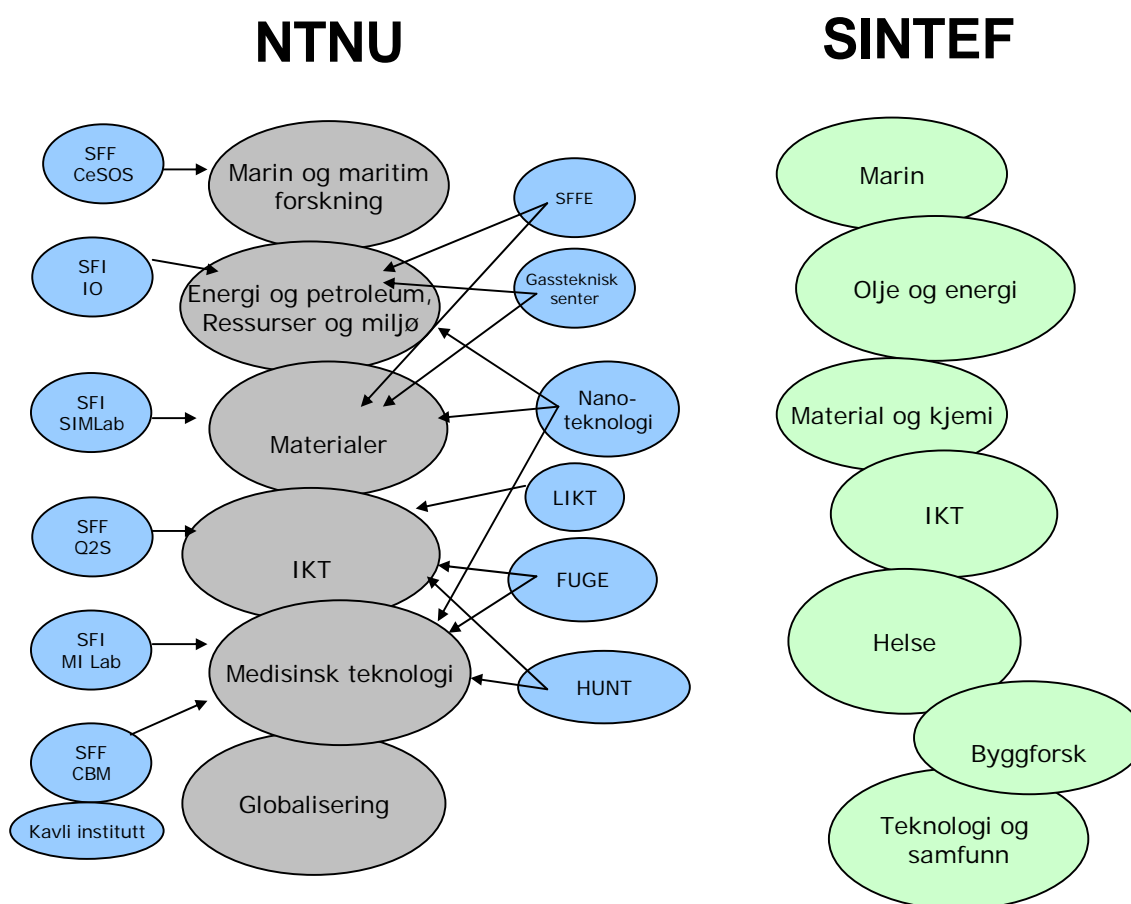 NTNU
SINTEF
SFF
CeSOS
Marin og maritim
forskning
SFFE
Marin
SFI
IO
Energi og petroleum,
Ressurser og miljø
Gassteknisk
senter
Olje og energi
SFI
SIMLab
Materialer
Nano-
teknologi
Material og kjemi
SFF
Q2S
IKT
LIKT
FUGE
IKT
SFI
MI Lab
Medisinsk teknologi
HUNT
Helse
SFF
CBM
Kavli institutt
Globalisering
Byggforsk
Teknologi og
samfunn